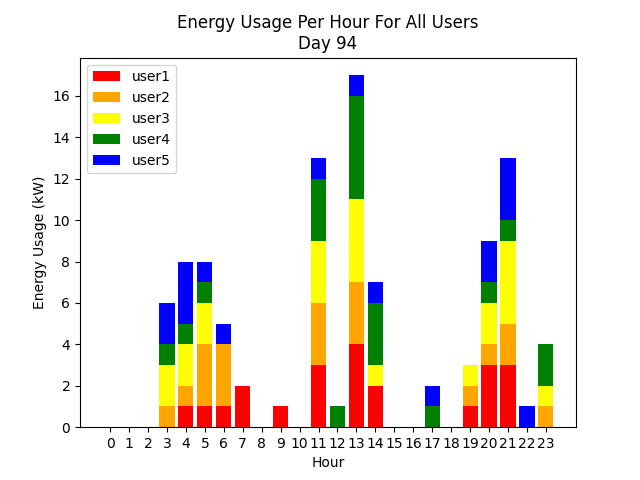 Energy Usage Per Hour For All Users
Day 94
user1
user2
user3
user4
user5
Energy Usage (kW)
16
14
12
10
8
6
4
2
0
0 1 2 3 4 5 6 7 8 9 10 11 12 13 14 15 16 17 18 19 20 21 22 23
Hour